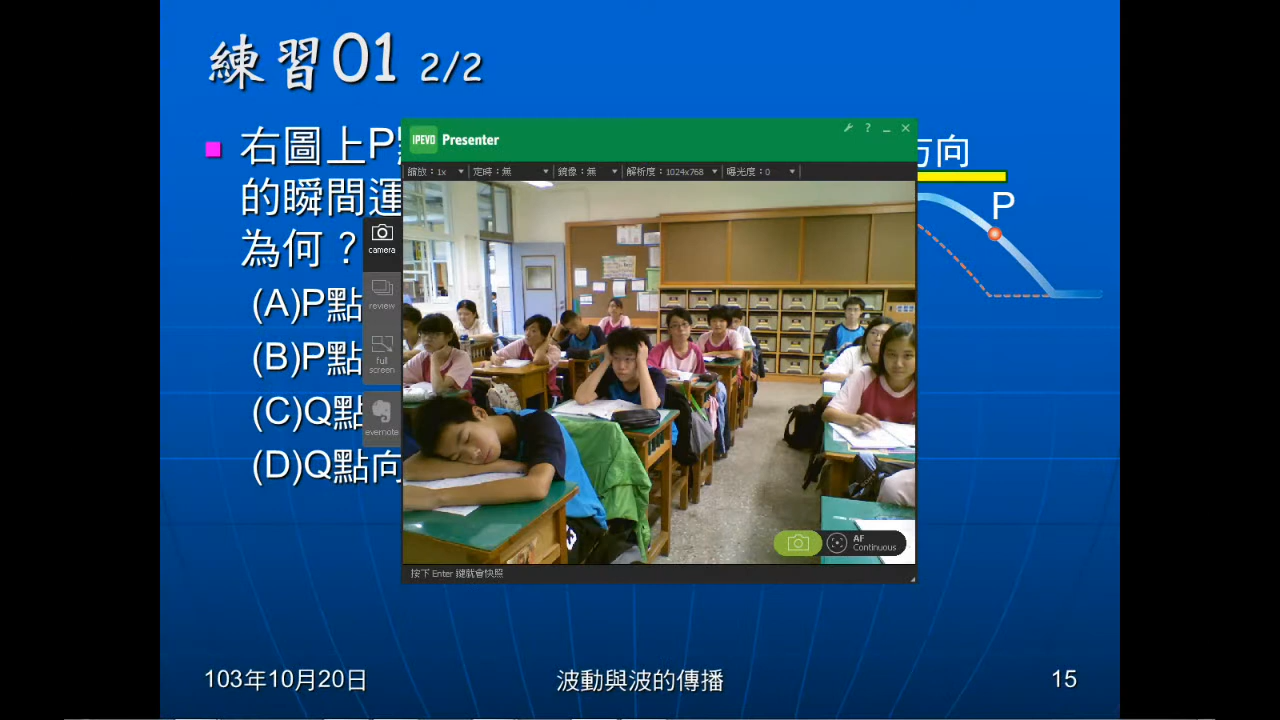 練習01 2/2
右圖上P
的瞬間運
為何？
(A)P點
(B)P點
(C)Q點
(D)Q點向
方向
P
IPEVO Presenter
縮放：1x 定時：無 鏡像：無 解析度：1024x768 曝光度：0
camera
review
full
screen
evernote
AF
Continuous
按下 Enter 鍵就會快照
103年10月20日 波動與波的傳播 15